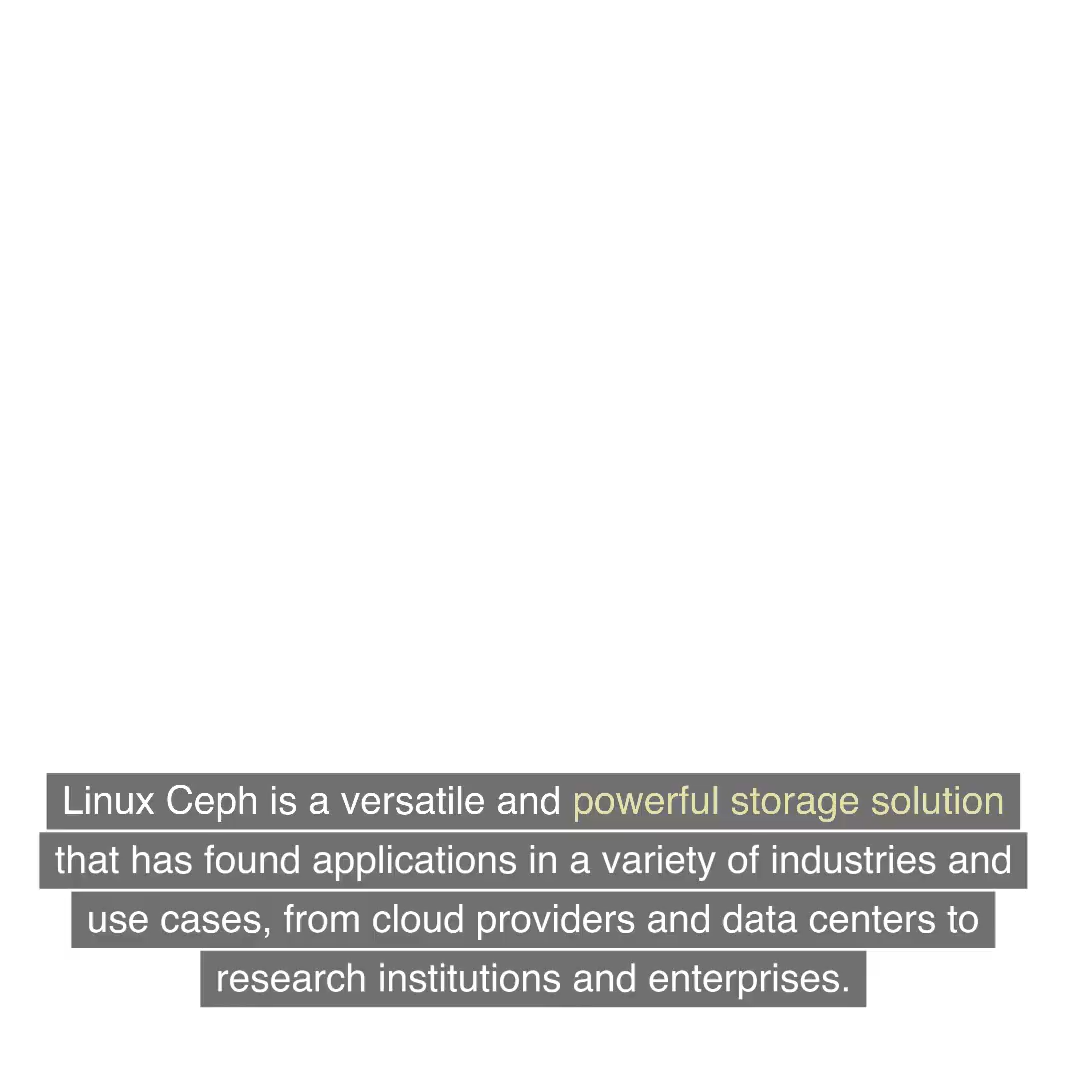 Linux Ceph is a versatile and powerful storage solution
that has found applications in a variety of industries and
use cases, from cloud providers and data centers to
research institutions and enterprises.